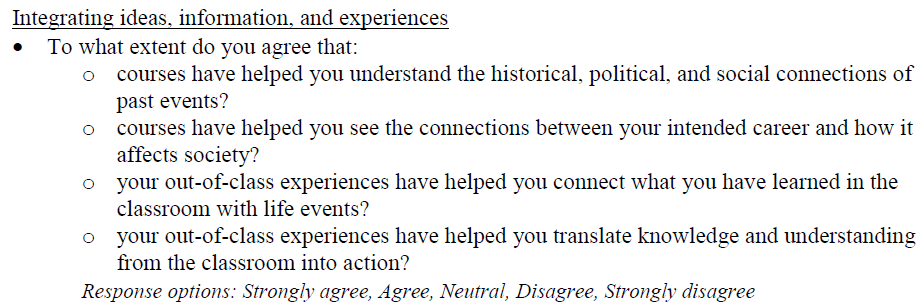 Integrating ideas, information, and experiences
• To what extent do you agree that:
o courses have helped you understand the historical, political, and social connections of
past events?
o courses have helped you see the connections between your intended career and how it
affects society?
o your out-of-class experiences have helped you connect what you have learned in the
classroom with life events?
o your out-of-class experiences have helped you translate knowledge and understanding
from the classroom into action?
Response options: Strongly agree, Agree, Neutral, Disagree, Strongly disagree